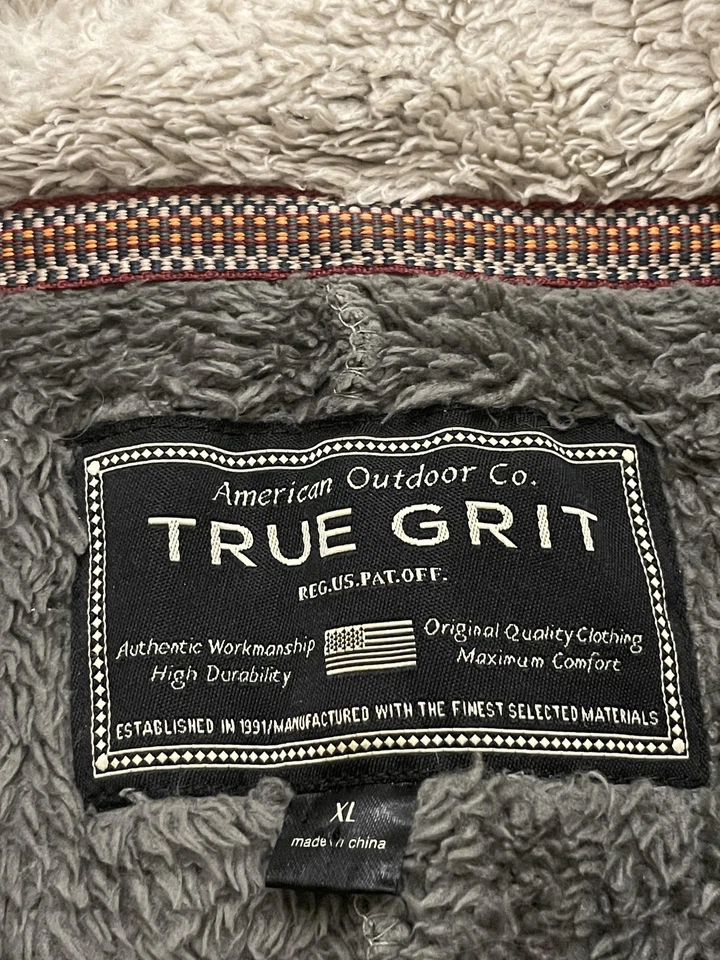 American Outdoor Co.
TRUE GRIT
REG.US.PAT.OFF.
Authentic Workmanship
High Durability
Original Quality Clothing
Maximum Comfort
ESTABLISHED IN 1991/MANUFACTURED WITH THE FINEST SELECTED MATERIALS
XL
made in china